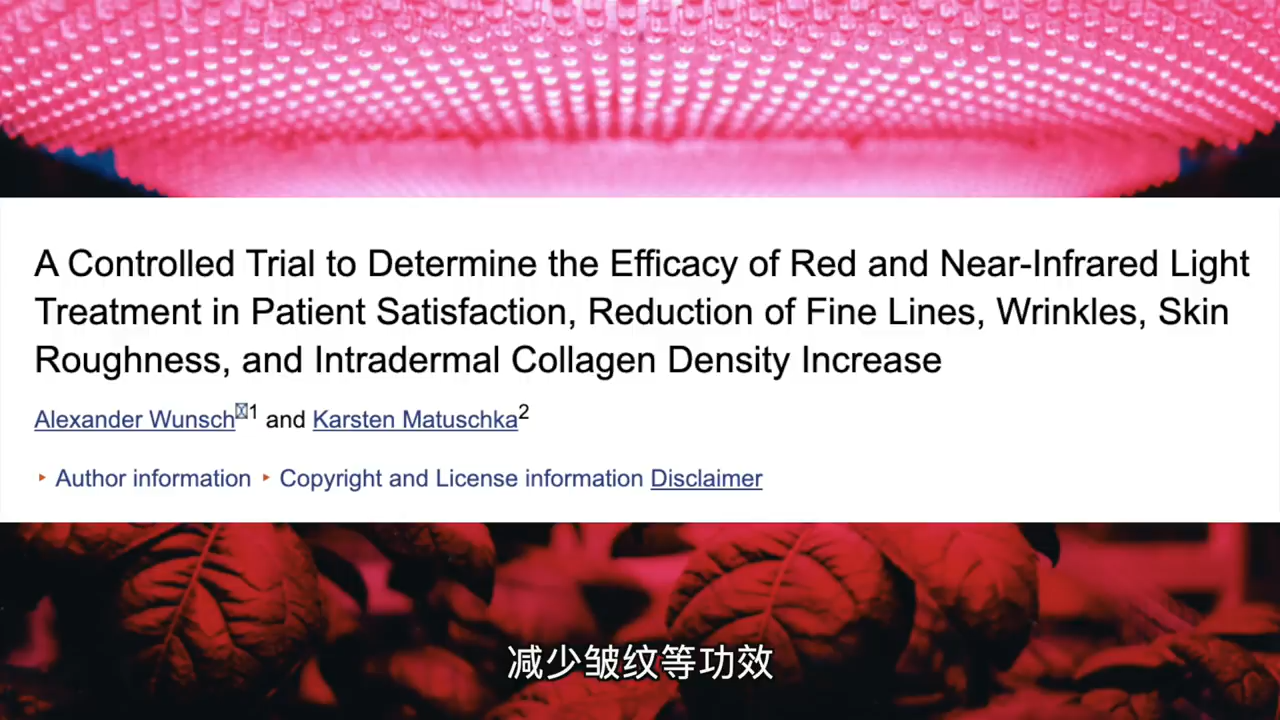 A Controlled Trial to Determine the Efficacy of Red and Near-Infrared Light
Treatment in Patient Satisfaction, Reduction of Fine Lines, Wrinkles, Skin
Roughness, and Intradermal Collagen Density Increase
Alexander Wunsch1 and Karsten Matuschka2
‣ Author information ‣ Copyright and License information Disclaimer
减少皱纹等功效